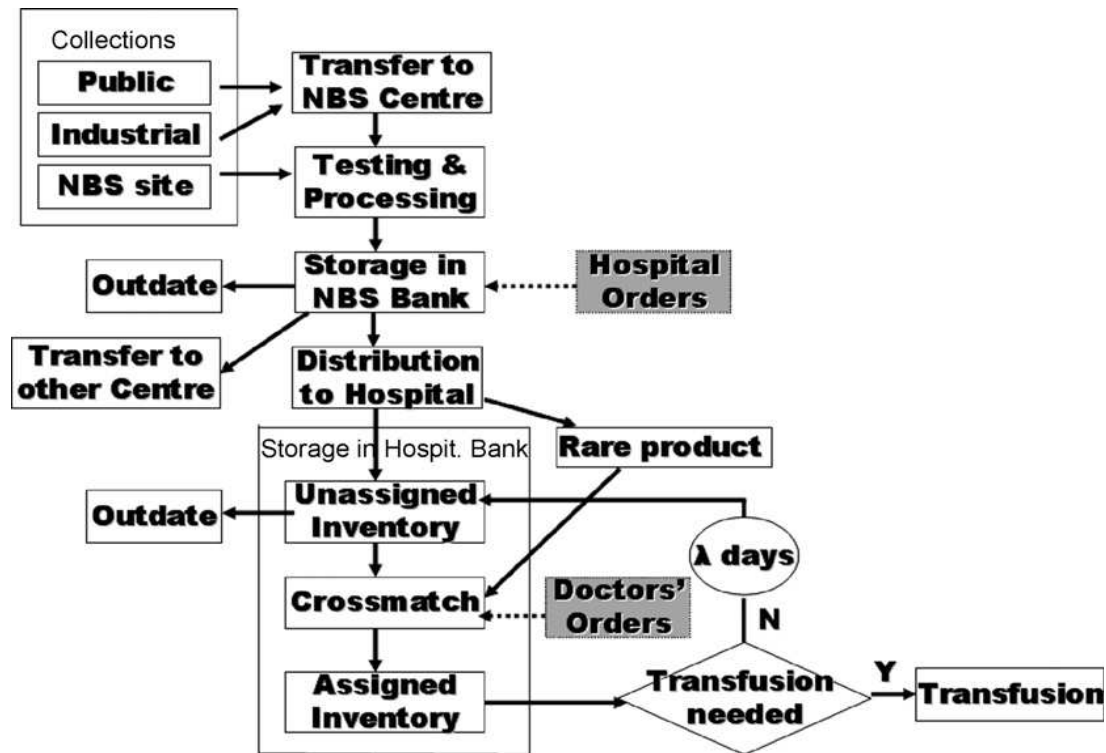 Collections
Public
Industrial
NBS site
Transfer to
NBS Centre
Testing &
Processing
Storage in
NBS Bank
Hospital
Orders
Outdate
Transfer to
other Centre
Distribution
to Hospital
Rare product
Storage in Hospit. Bank
Unassigned
Inventory
Outdate
λ days
Crossmatch
Doctors'
Orders
N
Assigned
Inventory
Transfusion
needed
Y
Transfusion